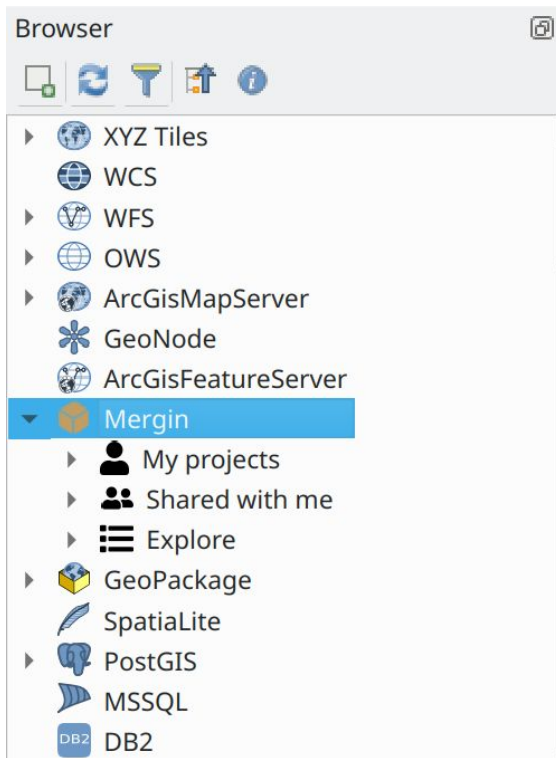 Browser
XYZ Tiles
WCS
WFS
OWS
ArcGisMapServer
GeoNode
ArcGisFeatureServer
Mergin
My projects
Shared with me
Explore
GeoPackage
SpatiaLite
PostGIS
MSSQL
DB2 DB2